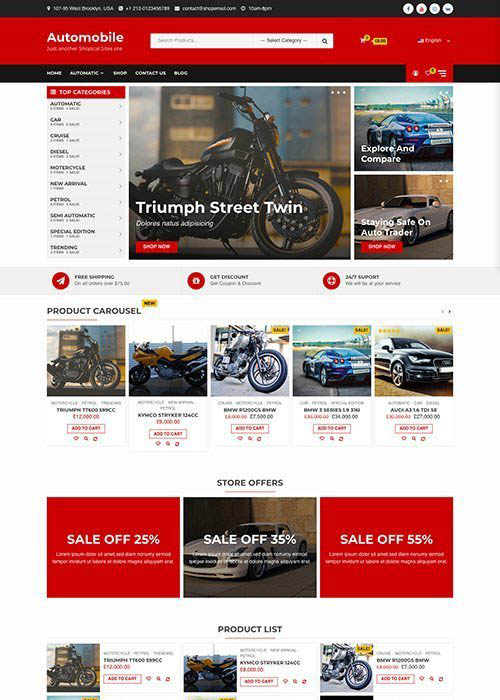 107-95 West Brooklyn, USA +1 212-0123456789 contact@shopemail.com 10am-8pm
Automobile
Just another Shopical Sites site
Search Products... — Select Category —
0 £0.00
English
HOME AUTOMATIC SHOP CONTACT US BLOG
0
TOP CATEGORIES
AUTOMATIC
CAR
CRUISE
DIESEL
MOTERCYCLE
NEW ARRIVAL
PETROL
SEMI AUTOMATIC
SPECIAL EDITION
TRENDING
Triumph Street Twin
Dolores natus adipisicing
SHOP NOW
Explore And
Compare
Staying Safe On
Auto Trader
SHOP NOW
FREE SHIPPING
On all orders over $75.00
GET DISCOUNT
Get Coupon & Discount
24/7 SUPORT
We will be at your service
PRODUCT CAROUSEL
NEW
MOTERCYCLE · PETROL · TRENDING
TRIUMPH TT600 599CC
£12,000.00
ADD TO CART
MOTERCYCLE · NEW ARRIVAL ·
PETROL
KYMCO STRYKER 124CC
£8,000.00
ADD TO CART
SALE!
CRUISE · MOTERCYCLE · PETROL
BMW R1200GS BMW
£8,000.00 £7,500.00
ADD TO CART
SALE!
CAR · PETROL · SPECIAL EDITION
BMW 3 SERIES 1.9 316I
£35,000.00 £34,000.00
ADD TO CART
SALE!
AUTOMATIC · CAR · DIESEL
AUDI A3 1.6 TDI SE
£30,000.00 £27,000.00
ADD TO CART
STORE OFFERS
SALE OFF 25%
Lorem ipsum dolor sit amet,sed diam nonumy eirmod
tempor invidunt ut labore et dolore magna aliquyam erat.
SALE OFF 35%
Lorem ipsum dolor sit amet,sed diam nonumy eirmod
tempor invidunt ut labore et dolore magna aliquyam erat.
SALE OFF 55%
Lorem ipsum dolor sit amet,sed diam nonumy eirmod
tempor invidunt ut labore et dolore magna aliquyam erat.
PRODUCT LIST
MOTERCYCLE · PETROL · TRENDING
TRIUMPH TT600 599CC
£12,000.00
ADD TO CART
MOTERCYCLE · NEW ARRIVAL ·
PETROL
KYMCO STRYKER 124CC
£8,000.00
ADD TO CART
SALE!
CRUISE · MOTERCYCLE · PETROL
BMW R1200GS BMW
£8,000.00 £7,500.00
ADD TO CART